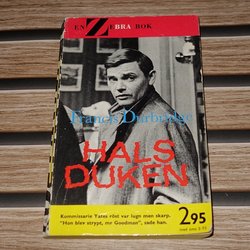 EN ZEBRA BOK
Francis Durbridge
HALS
DUKEN
Kommissarie Yates röst var lugn men skarp.
"Hon blev strypt, mr Goodman", sade han.
2 95